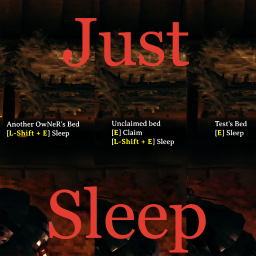 Just
Another OwNeR's Bed
[L-Shift + E] Sleep
Unclaimed bed
[E] Claim
[L-Shift + E] Sleep
Test's Bed
[E] Sleep
Sleep